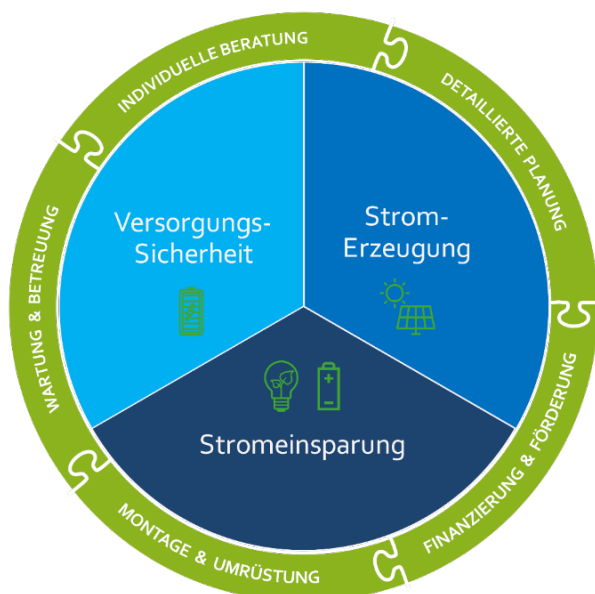 INDIVIDUELLE BERATUNG
DETAILLIERTE PLANUNG
FINANZIERUNG & FÖRDERUNG
MONTAGE & UMRÜSTUNG
WARTUNG & BETREUUNG
Versorgungs-
Sicherheit
Strom-
Erzeugung
Stromeinsparung